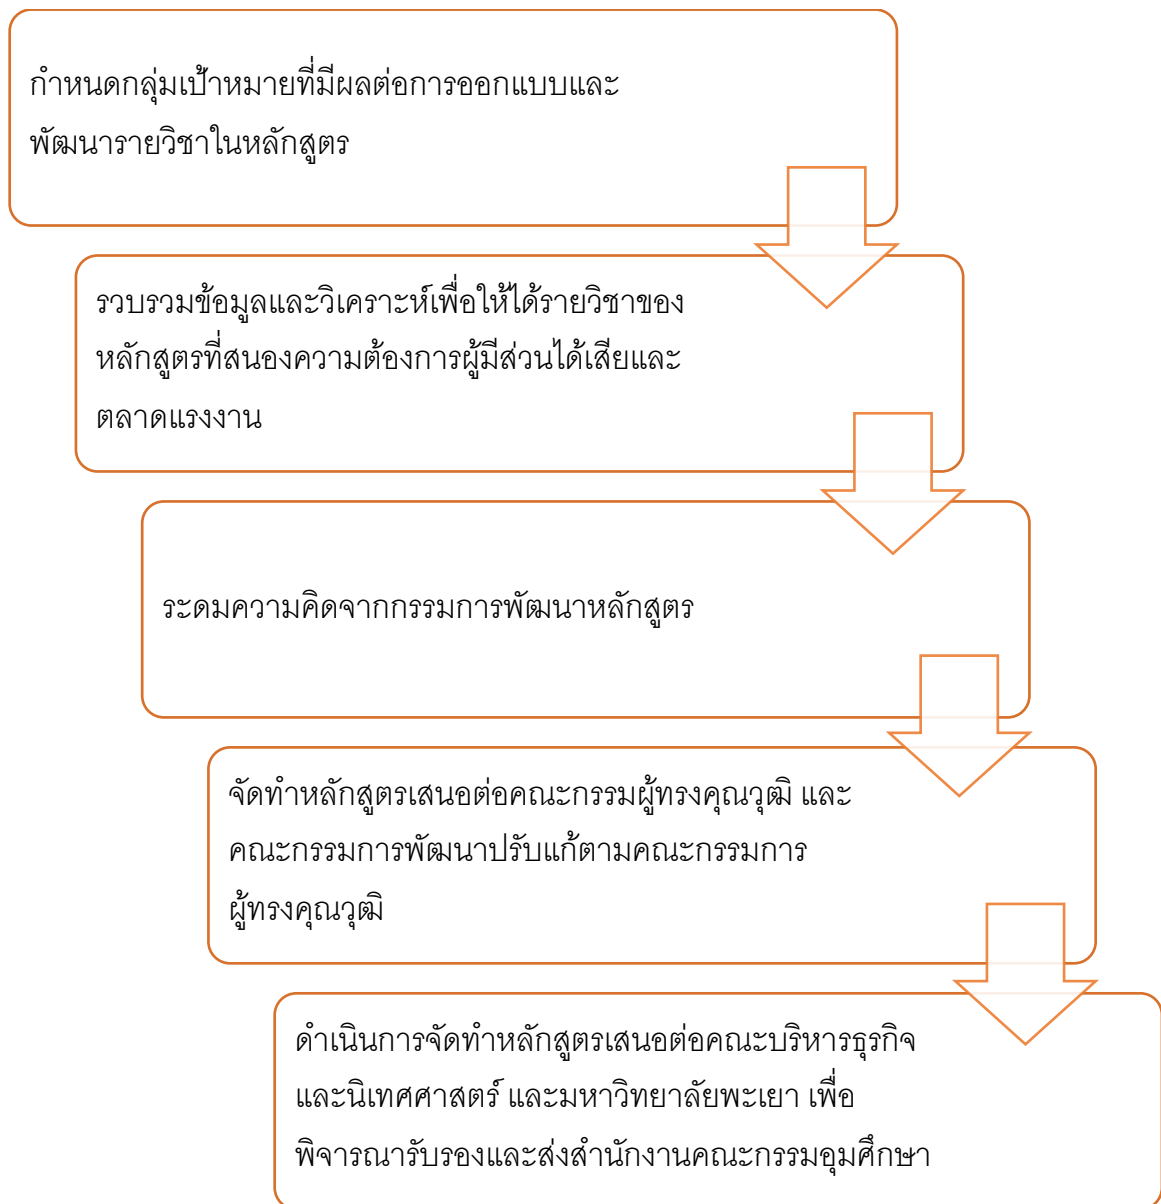 กำหนดกลุ่มเป้าหมายที่มีผลต่อการออกแบบและ
พัฒนารายวิชาในหลักสูตร
รวบรวมข้อมูลและวิเคราะห์เพื่อให้ได้รายวิชาของ
หลักสูตรที่สนองความต้องการผู้มีส่วนได้เสียและ
ตลาดแรงงาน
ระดมความคิดจากกรรมการพัฒนาหลักสูตร
จัดทำหลักสูตรเสนอต่อคณะกรรมผู้ทรงคุณวุฒิ และ
คณะกรรมการพัฒนาปรับแก้ตามคณะกรรมการ
ผู้ทรงคุณวุฒิ
ดำเนินการจัดทำหลักสูตรเสนอต่อคณะบริหารธุรกิจ
และนิเทศศาสตร์ และมหาวิทยาลัยพะเยา เพื่อ
พิจารณารับรองและส่งสำนักงานคณะกรรมอุมศึกษา